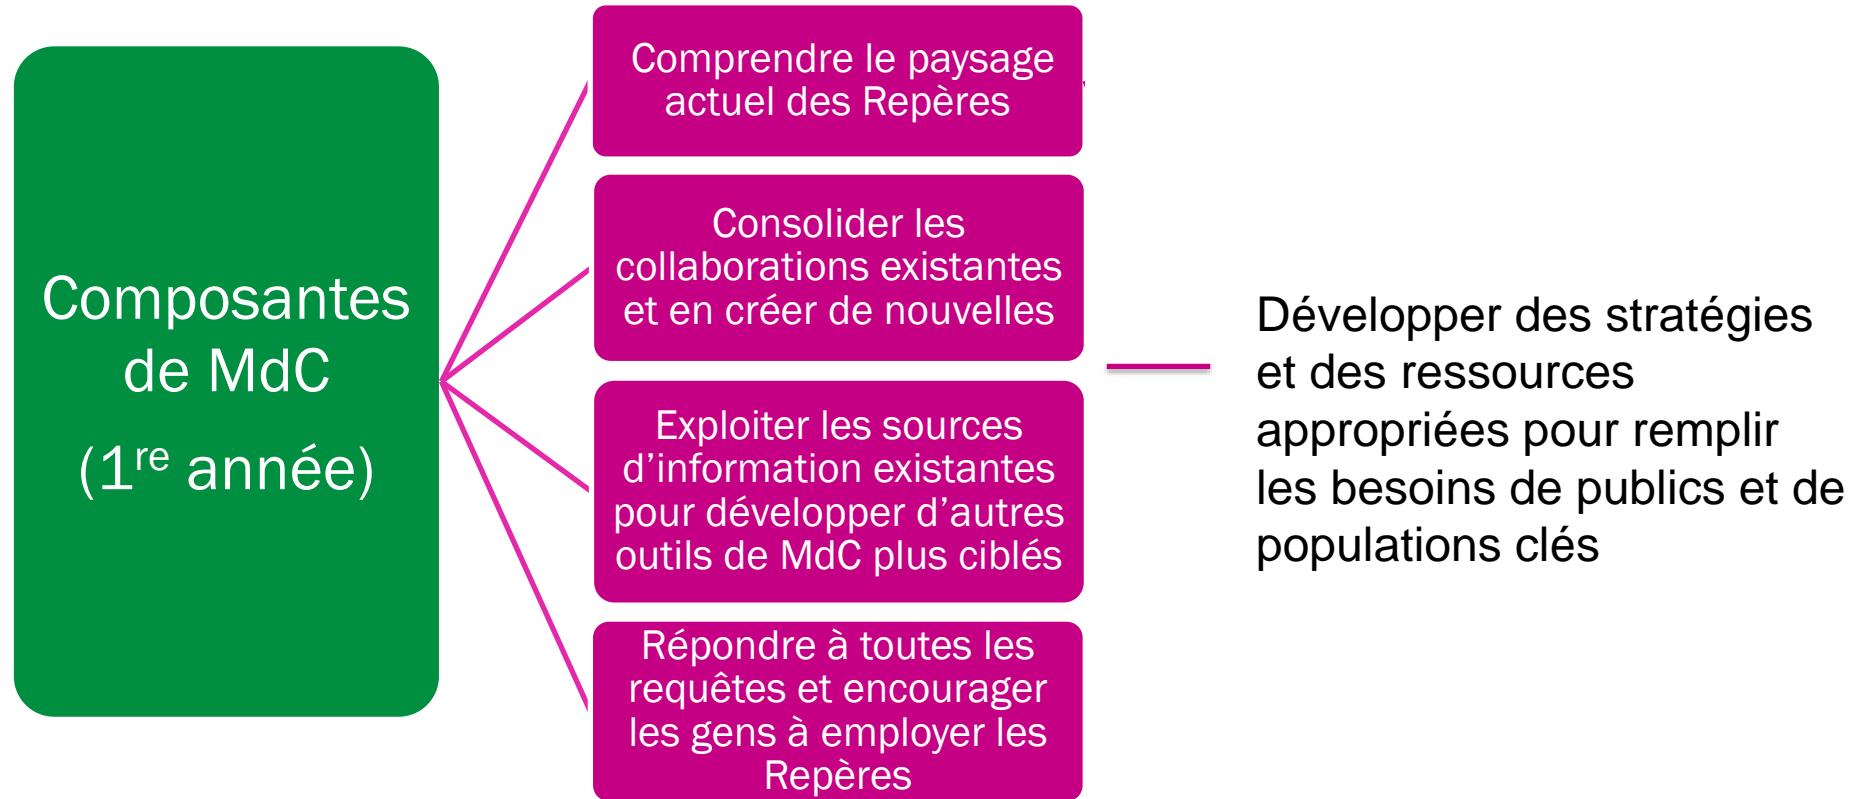 Composantes
de MdC
(1re année)
Comprendre le paysage
actuel des Repères
Consolider les
collaborations existantes
et en créer de nouvelles
Exploiter les sources
d’information existantes
pour développer d’autres
outils de MdC plus ciblés
Répondre à toutes les
requêtes et encourager
les gens à employer les
Repères
Développer des stratégies
et des ressources
appropriées pour remplir
les besoins de publics et de
populations clés